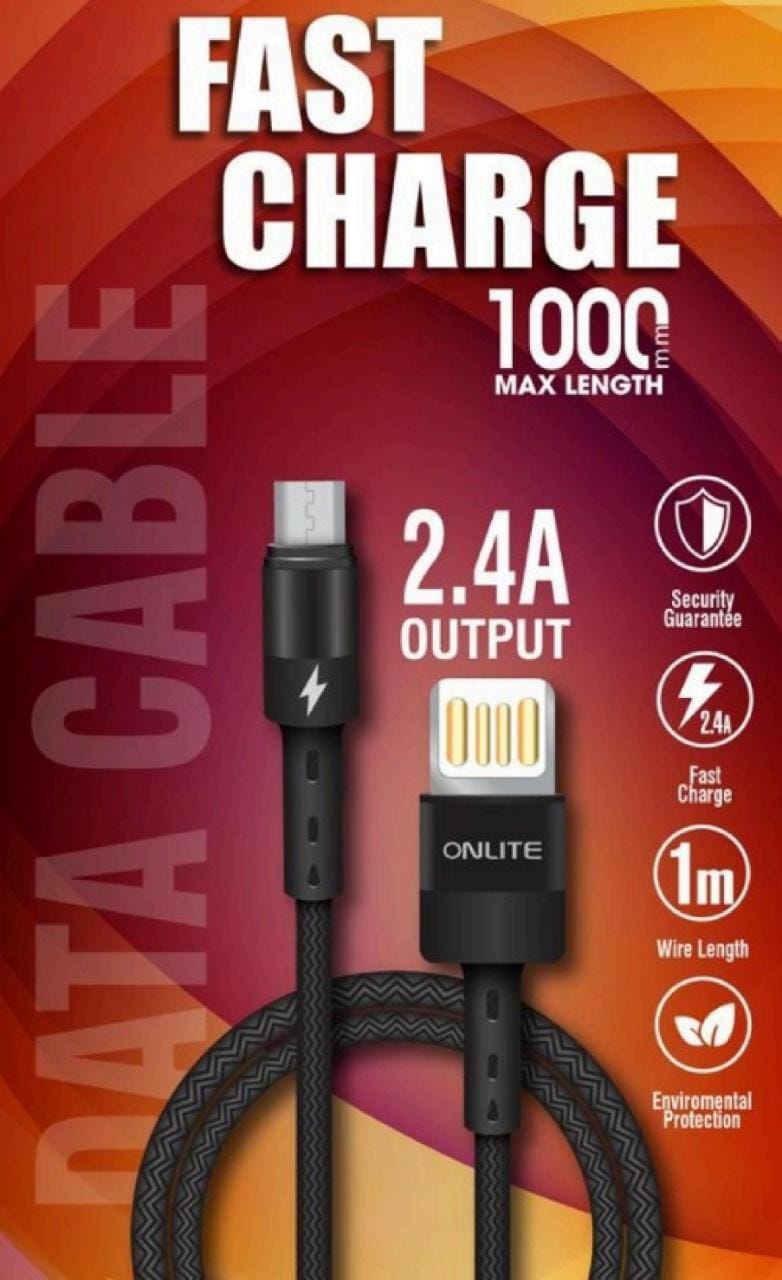 FAST
CHARGE
1000
mm
MAX LENGTH
DATA CABLE
2.4A
OUTPUT
ONLITE
Security
Guarantee
2.4A
Fast
Charge
1m
Wire Length
Enviromental
Protection